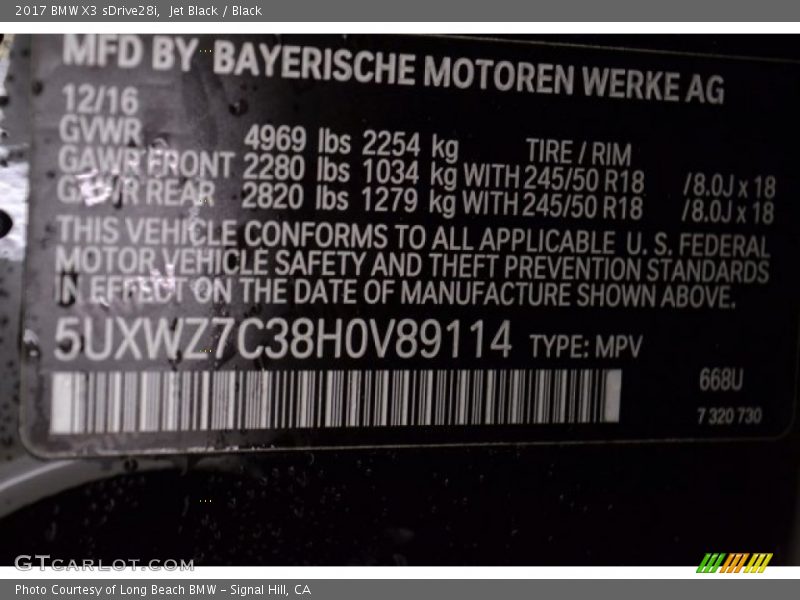 2017 BMW X3 sDrive28i, Jet Black / Black
MFD BY BAYERISCHE MOTOREN WERKE AG
12/16
GVWR 4969 lbs 2254 kg TIRE / RIM
GAWR FRONT 2280 lbs 1034 kg WITH 245/50 R18 /8.0J x 18
GAWR REAR 2820 lbs 1279 kg WITH 245/50 R18 /8.0J x 18
THIS VEHICLE CONFORMS TO ALL APPLICABLE U. S. FEDERAL
MOTOR VEHICLE SAFETY AND THEFT PREVENTION STANDARDS
IN EFFECT ON THE DATE OF MANUFACTURE SHOWN ABOVE.
5UXWZ7C38H0V89114 TYPE: MPV
668U
7 320 730
GTCARLOT.COM
Photo Courtesy of Long Beach BMW - Signal Hill, CA